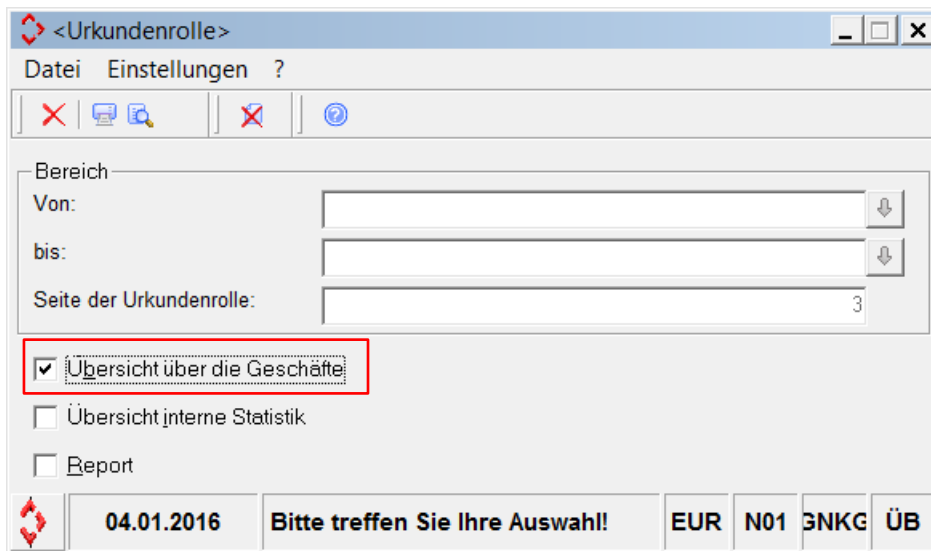 <Urkundenrolle>
Datei Einstellungen ?
Bereich
Von:
bis:
Seite der Urkundenrolle: 3
Übersicht über die Geschäfte
Übersicht interne Statistik
Report
04.01.2016 Bitte treffen Sie Ihre Auswahl! EUR N01 GNKG ÜB